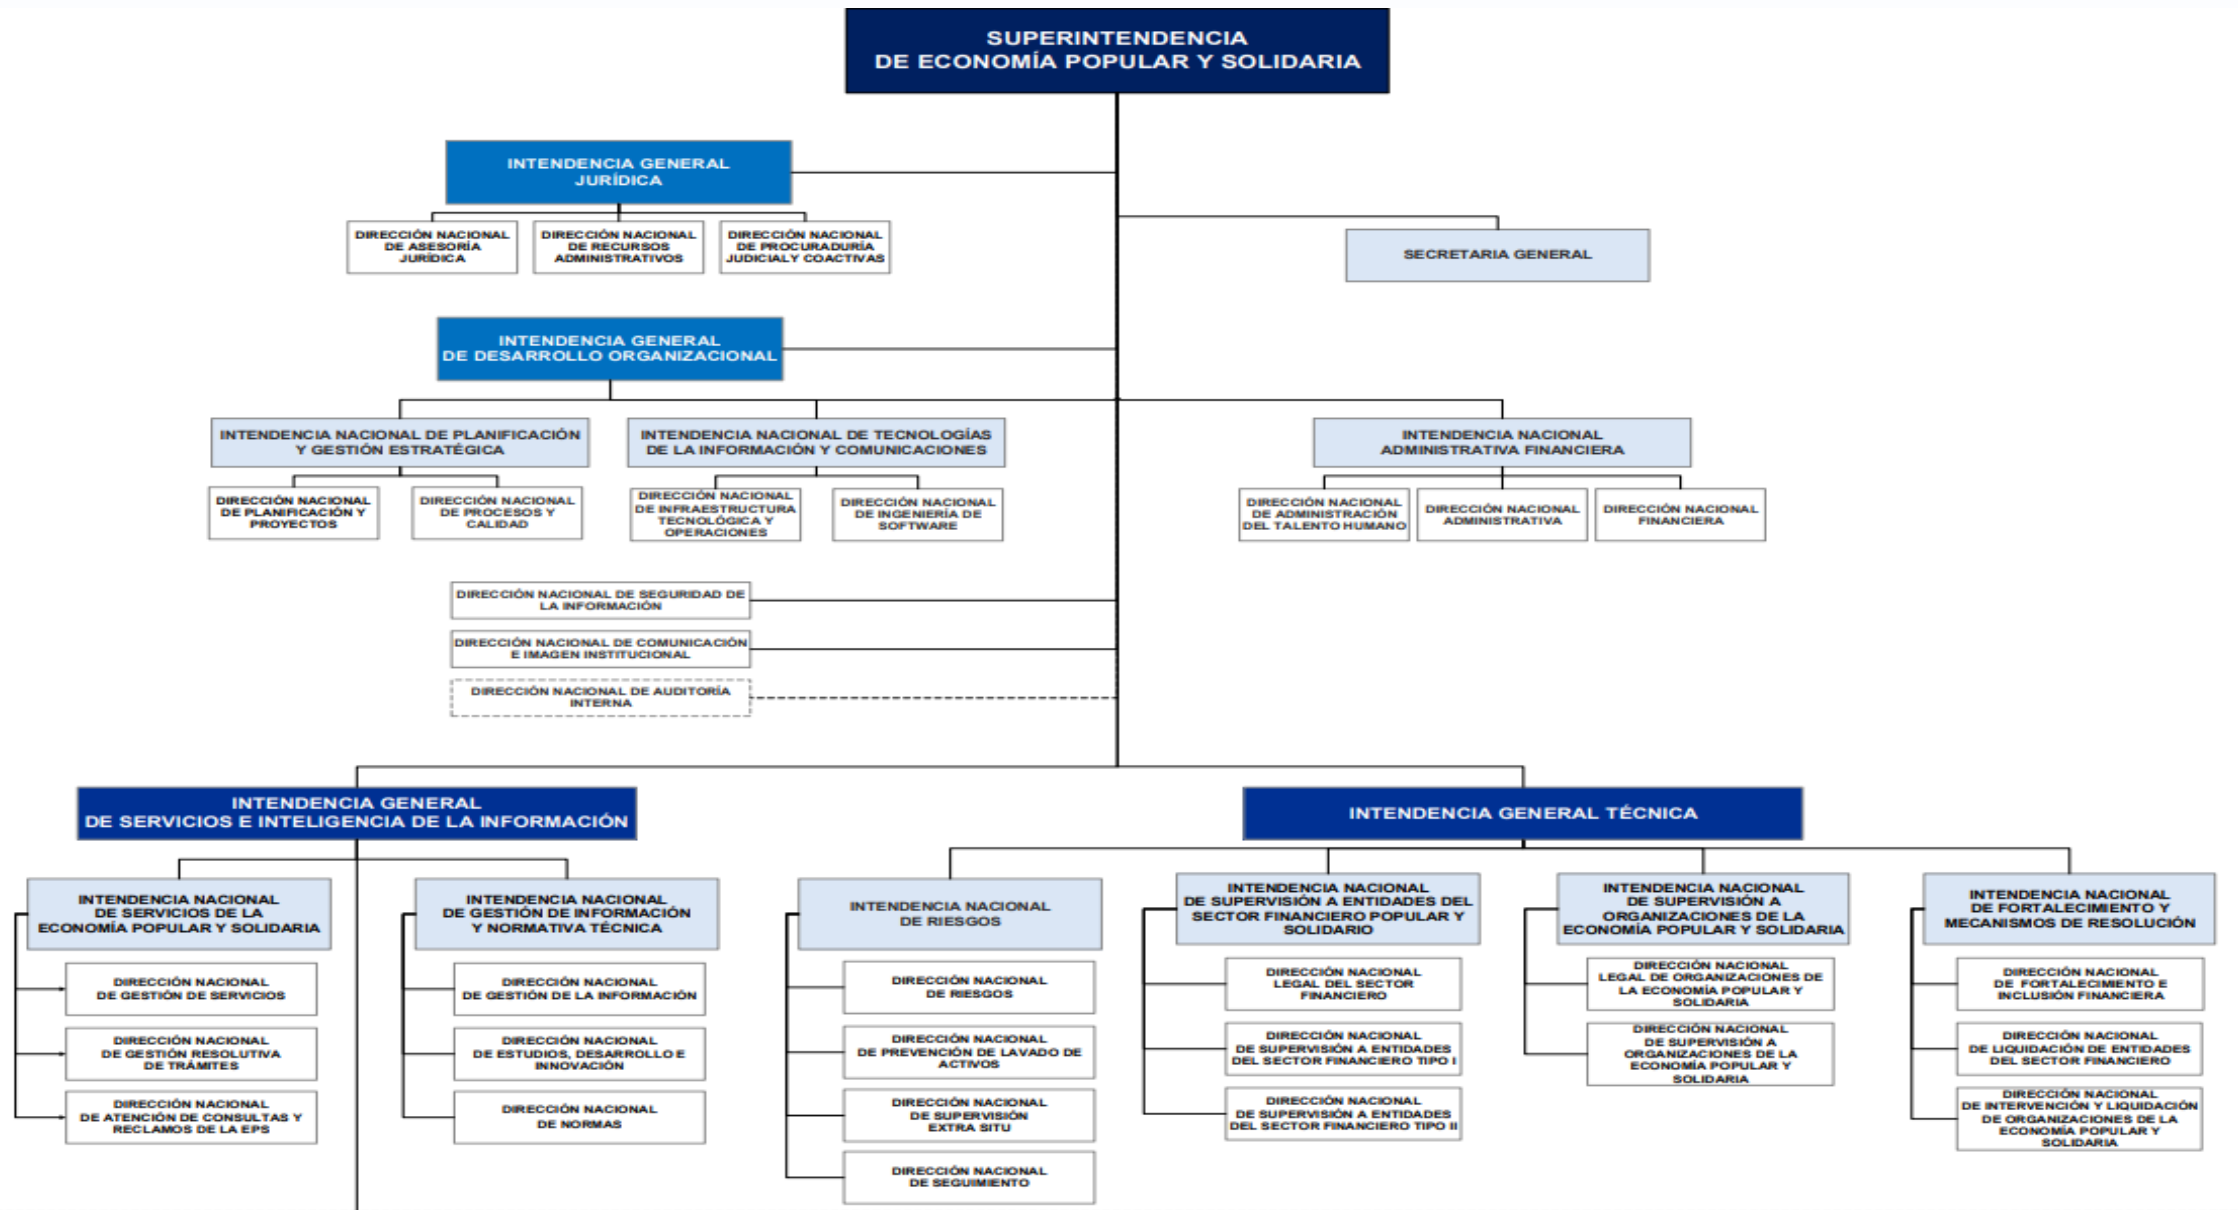 SUPERINTENDENCIA
DE ECONOMÍA POPULAR Y SOLIDARIA
INTENDENCIA GENERAL
JURÍDICA
DIRECCIÓN NACIONAL
DE ASESORÍA
JURÍDICA
DIRECCIÓN NACIONAL
DE RECURSOS
ADMINISTRATIVOS
DIRECCIÓN NACIONAL
DE PROCURADURÍA
JUDICIALY COACTIVAS
SECRETARIA GENERAL
INTENDENCIA GENERAL
DE DESARROLLO ORGANIZACIONAL
INTENDENCIA NACIONAL DE PLANIFICACIÓN
Y GESTIÓN ESTRATÉGICA
INTENDENCIA NACIONAL DE TECNOLOGÍAS
DE LA INFORMACIÓN Y COMUNICACIONES
INTENDENCIA NACIONAL
ADMINISTRATIVA FINANCIERA
DIRECCIÓN NACIONAL
DE PLANIFICACIÓN Y
PROYECTOS
DIRECCIÓN NACIONAL
DE PROCESOS Y
CALIDAD
DIRECCIÓN NACIONAL
DE INFRAESTRUCTURA
TECNOLÓGICA Y
OPERACIONES
DIRECCIÓN NACIONAL
DE INGENIERÍA DE
SOFTWARE
DIRECCIÓN NACIONAL
DE ADMINISTRACIÓN
DEL TALENTO HUMANO
DIRECCIÓN NACIONAL
ADMINISTRATIVA
DIRECCIÓN NACIONAL
FINANCIERA
DIRECCIÓN NACIONAL DE SEGURIDAD DE
LA INFORMACIÓN
DIRECCIÓN NACIONAL DE COMUNICACIÓN
E IMAGEN INSTITUCIONAL
DIRECCIÓN NACIONAL DE AUDITORÍA
INTERNA
INTENDENCIA GENERAL
DE SERVICIOS E INTELIGENCIA DE LA INFORMACIÓN
INTENDENCIA GENERAL TÉCNICA
INTENDENCIA NACIONAL
DE SERVICIOS DE LA
ECONOMÍA POPULAR Y SOLIDARIA
DIRECCIÓN NACIONAL
DE GESTIÓN DE SERVICIOS
DIRECCIÓN NACIONAL
DE GESTIÓN RESOLUTIVA
DE TRÁMITES
DIRECCIÓN NACIONAL
DE ATENCIÓN DE CONSULTAS Y
RECLAMOS DE LA EPS
INTENDENCIA NACIONAL
DE GESTIÓN DE INFORMACIÓN
Y NORMATIVA TÉCNICA
DIRECCIÓN NACIONAL
DE GESTIÓN DE LA INFORMACIÓN
DIRECCIÓN NACIONAL
DE ESTUDIOS, DESARROLLO E
INNOVACIÓN
DIRECCIÓN NACIONAL
DE NORMAS
INTENDENCIA NACIONAL
DE RIESGOS
DIRECCIÓN NACIONAL
DE RIESGOS
DIRECCIÓN NACIONAL
DE PREVENCIÓN DE LAVADO DE
ACTIVOS
DIRECCIÓN NACIONAL
DE SUPERVISIÓN
EXTRA SITU
DIRECCIÓN NACIONAL
DE SEGUIMIENTO
INTENDENCIA NACIONAL
DE SUPERVISIÓN A ENTIDADES DEL
SECTOR FINANCIERO POPULAR Y
SOLIDARIO
DIRECCIÓN NACIONAL
LEGAL DEL SECTOR
FINANCIERO
DIRECCIÓN NACIONAL
DE SUPERVISIÓN A ENTIDADES
DEL SECTOR FINANCIERO TIPO I
DIRECCIÓN NACIONAL
DE SUPERVISIÓN A ENTIDADES
DEL SECTOR FINANCIERO TIPO II
INTENDENCIA NACIONAL
DE SUPERVISIÓN A
ORGANIZACIONES DE LA
ECONOMÍA POPULAR Y SOLIDARIA
DIRECCIÓN NACIONAL
LEGAL DE ORGANIZACIONES DE
LA ECONOMÍA POPULAR Y
SOLIDARIA
DIRECCIÓN NACIONAL
DE SUPERVISIÓN A
ORGANIZACIONES DE LA
ECONOMÍA POPULAR Y
SOLIDARIA
INTENDENCIA NACIONAL
DE FORTALECIMIENTO Y
MECANISMOS DE RESOLUCIÓN
DIRECCIÓN NACIONAL
DE FORTALECIMIENTO E
INCLUSIÓN FINANCIERA
DIRECCIÓN NACIONAL
DE LIQUIDACIÓN DE ENTIDADES
DEL SECTOR FINANCIERO
DIRECCIÓN NACIONAL
DE INTERVENCIÓN Y LIQUIDACIÓN
DE ORGANIZACIONES DE LA
ECONOMÍA POPULAR Y
SOLIDARIA